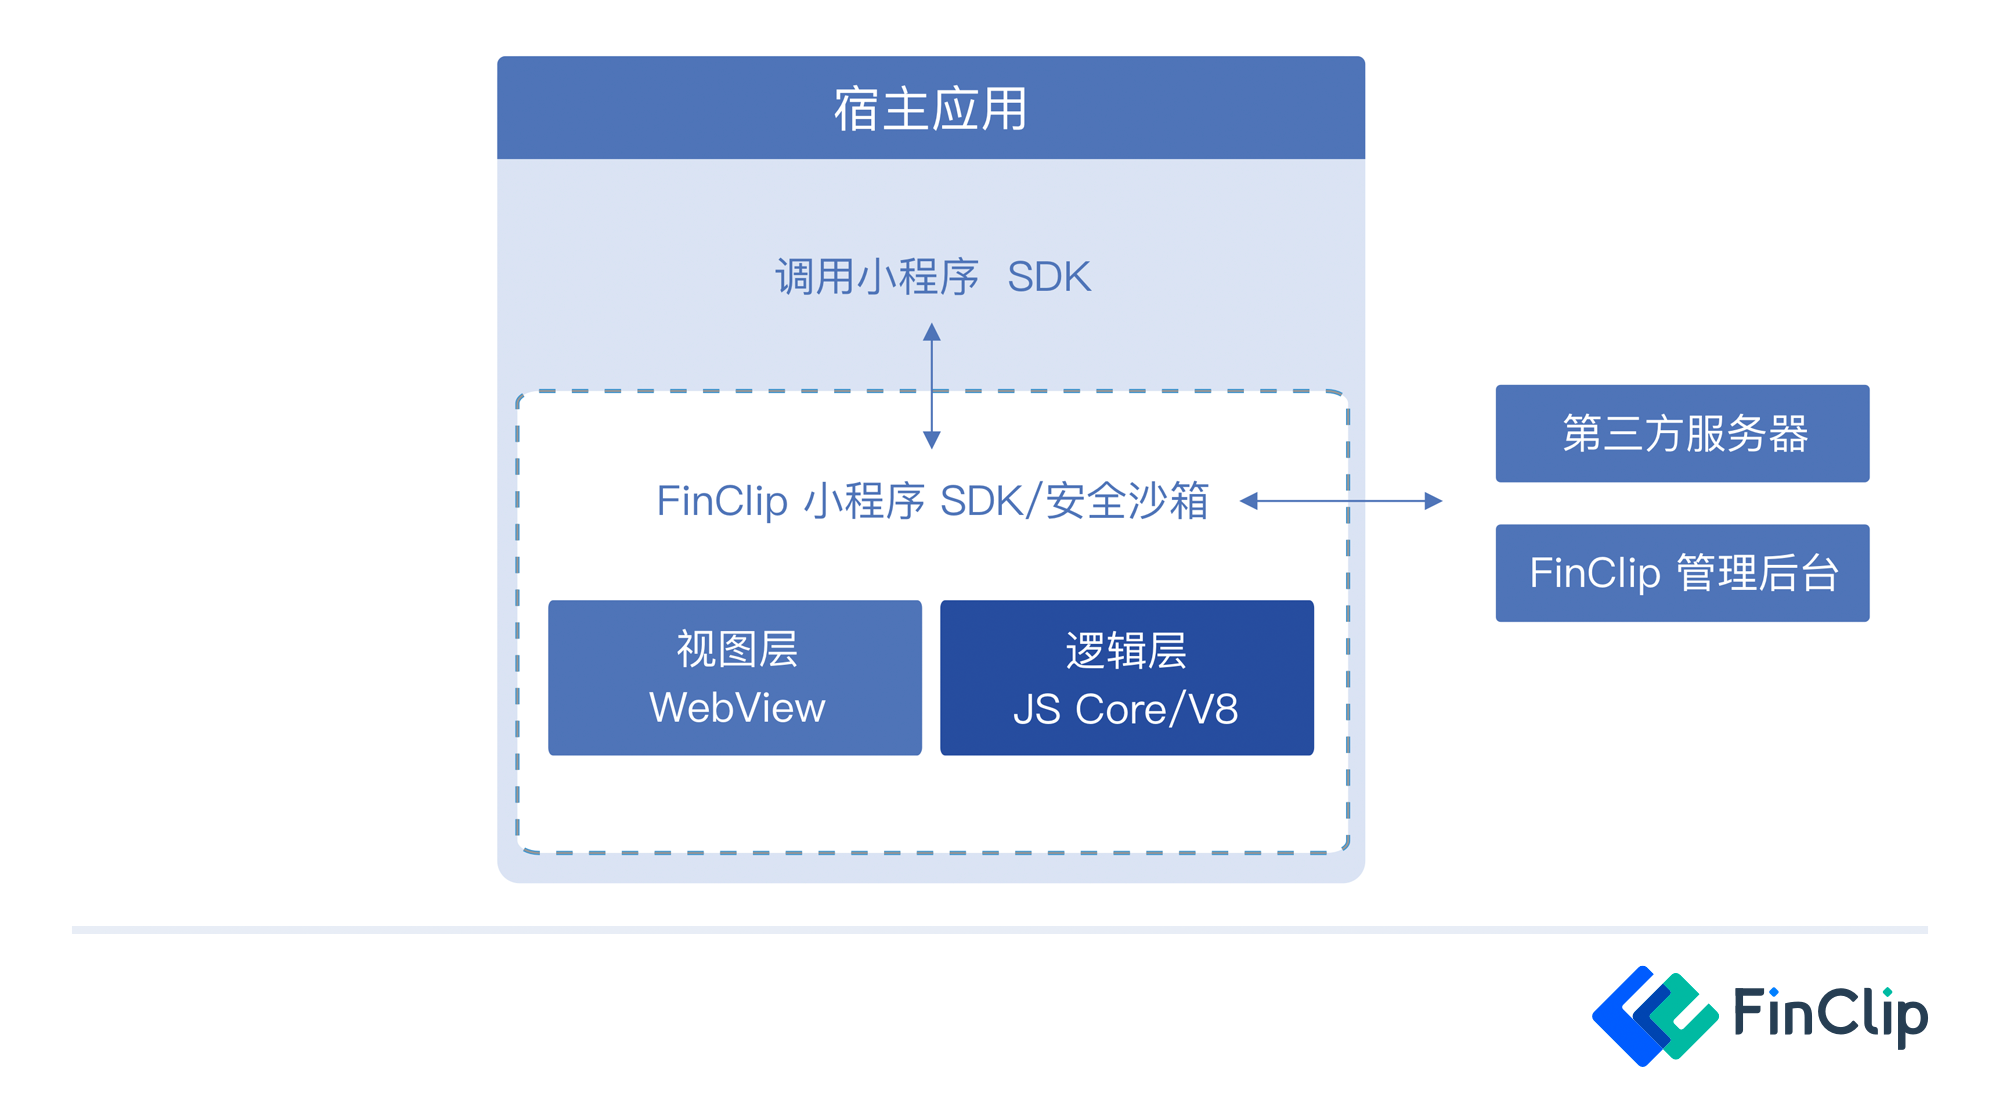 宿主应用
调用小程序 SDK
FinClip 小程序 SDK/安全沙箱
视图层
WebView
逻辑层
JS Core/V8
第三方服务器
FinClip 管理后台
FinClip